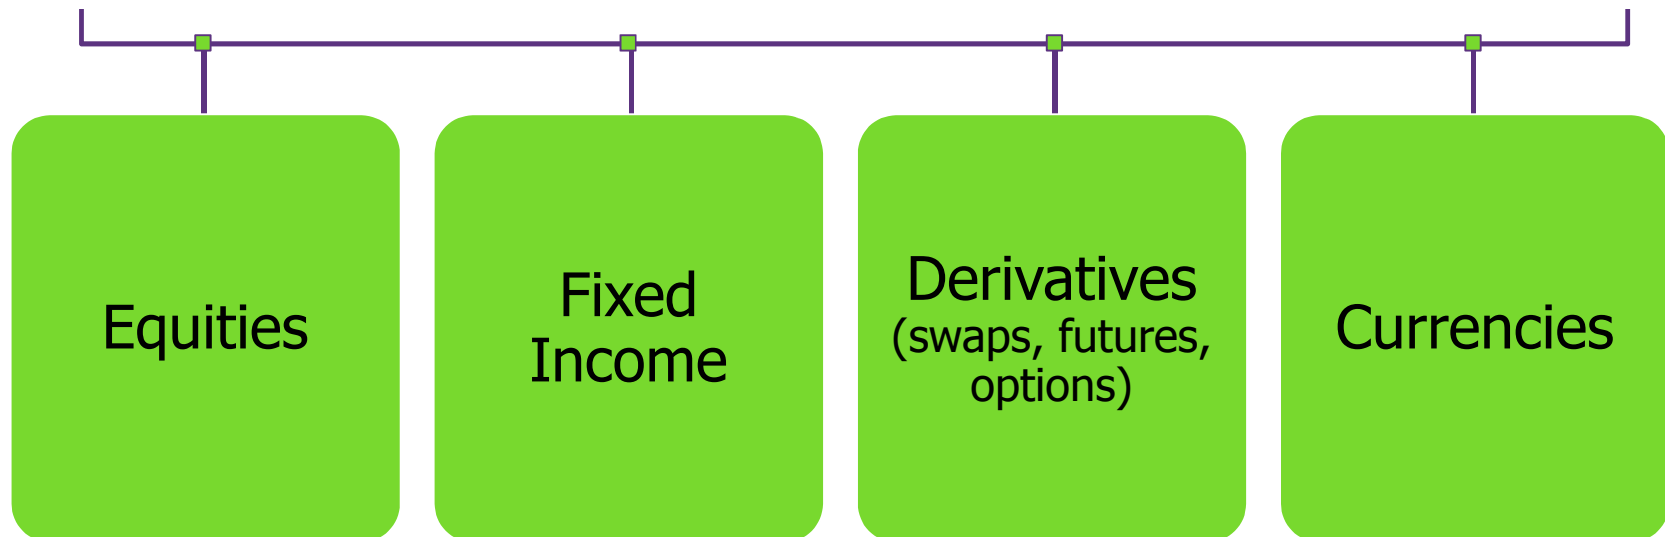 Equities
Fixed
Income
Derivatives
(swaps, futures,
options)
Currencies